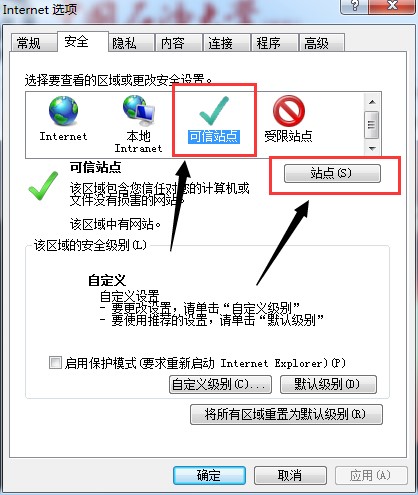 Internet 选项
常规 安全 隐私 内容 连接 程序 高级
选择要查看的区域或更改安全设置。
Internet 本地 Intranet 可信站点 受限站点
可信站点
站点(S)
该区域包含您信任对您的计算机或
文件没有损害的网站。
该区域中有网站。
该区域的安全级别(L)
自定义
自定义设置
- 要更改设置，请单击“自定义级别”
- 要使用推荐的设置，请单击“默认级别”
启用保护模式(要求重新启动 Internet Explorer)(P)
自定义级别(C)... 默认级别(D)
将所有区域重置为默认级别(R)
确定 取消 应用(A)